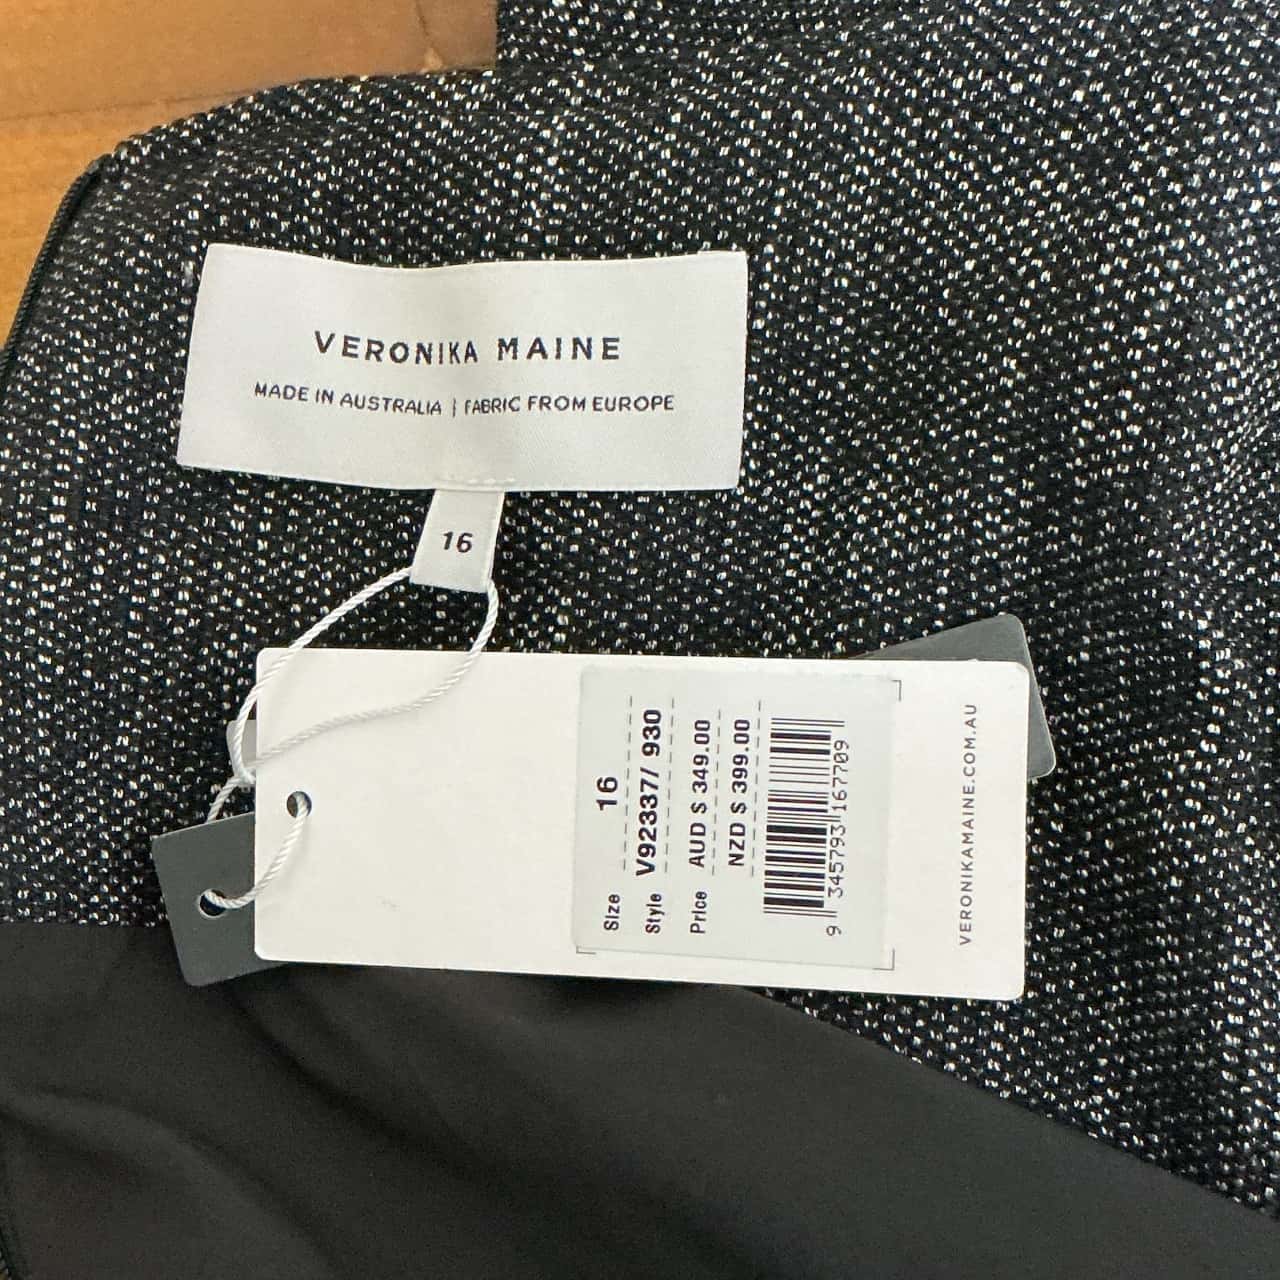 VERONIKA MAINE
MADE IN AUSTRALIA | FABRIC FROM EUROPE
16
Size 16
Style V92337/ 930
Price AUD $ 349.00
NZD $ 399.00
9 345793 167709
VERONIKAMAINE.COM.AU